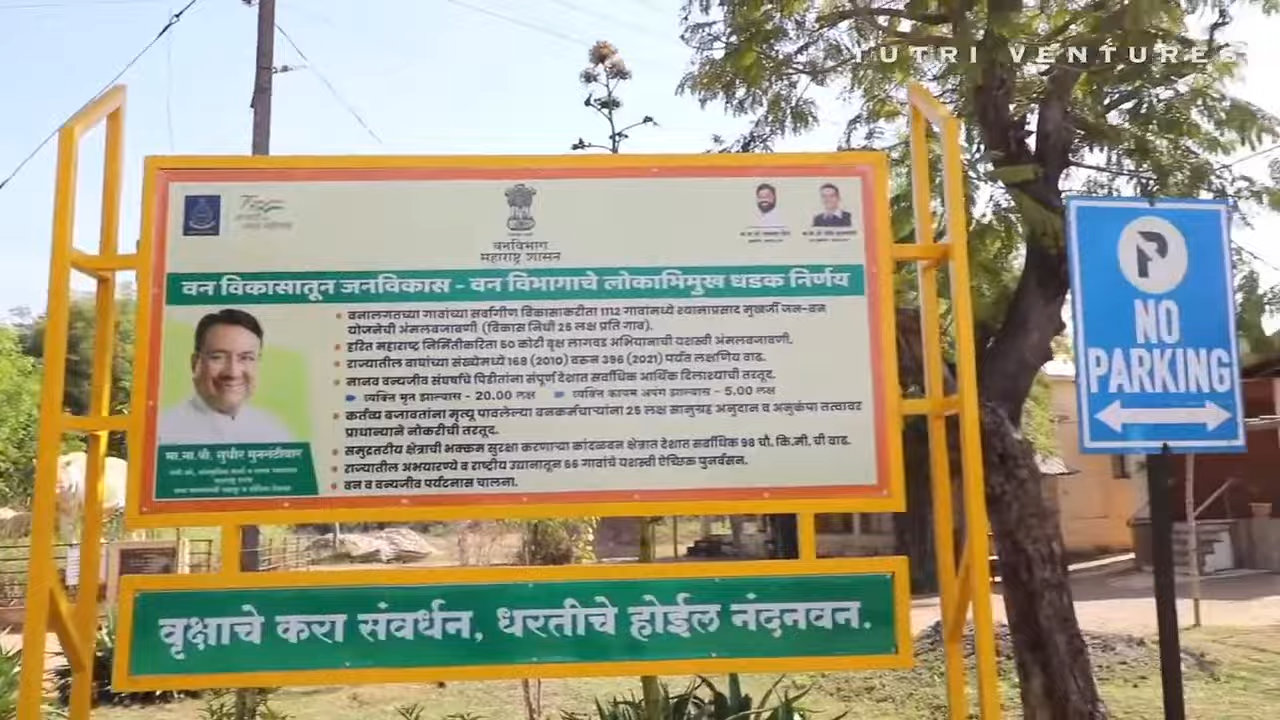 TUTRI VENTURES
वनविभाग
महाराष्ट्र शासन
वन विकासातून जनविकास - वन विभागाचे लोकाभिमुख धडक निर्णय
वनालगतच्या गावांच्या सर्वांगीण विकासाकरीता 1112 गावांमध्ये श्यामाप्रसाद मुखर्जी जन-वन
योजनेची अंमलबजावणी (विकास निधी 25 लक्ष प्रति गाव).
हरित महाराष्ट्र निर्मितीकरिता 50 कोटी वृक्ष लागवड अभियानाची यशस्वी अंमलबजावणी.
राज्यातील वाघांच्या संख्येमध्ये 168 (2010) वरून 396 (2021) पर्यंत लक्षणिय वाढ.
मानव वन्यजीव संघर्षाचे पिडीतांना संपूर्ण देशात सर्वाधिक आर्थिक दिलाश्याची तरतूद.
व्यक्ति मृत झाल्यास - 20.00 लक्ष व्यक्ति कायम अपंग झाल्यास - 5.00 लक्ष
कर्तव्य बजावतांना मृत्यू पावलेल्या वनकर्मचाऱ्यांना 25 लक्ष सानुग्रह अनुदान व अनुकंपा तत्वावर
प्राधान्याने नोकरीची तरतूद.
समुद्रतटीय क्षेत्राची भक्कम सुरक्षा करणाऱ्या कांदळवन क्षेत्रात देशात सर्वाधिक 98 चौ. कि.मी. ची वाढ.
राज्यातील अभयारण्ये व राष्ट्रीय उद्यानातून 56 गावांचे यशस्वी ऐच्छिक पुनर्वसन.
वन व वन्यजीव पर्यटनास चालना.
मा.ना.श्री. सुधीर मुनगंटीवार
वृक्षाचे करा संवर्धन, धरतीचे होईल नंदनवन.
P
NO
PARKING